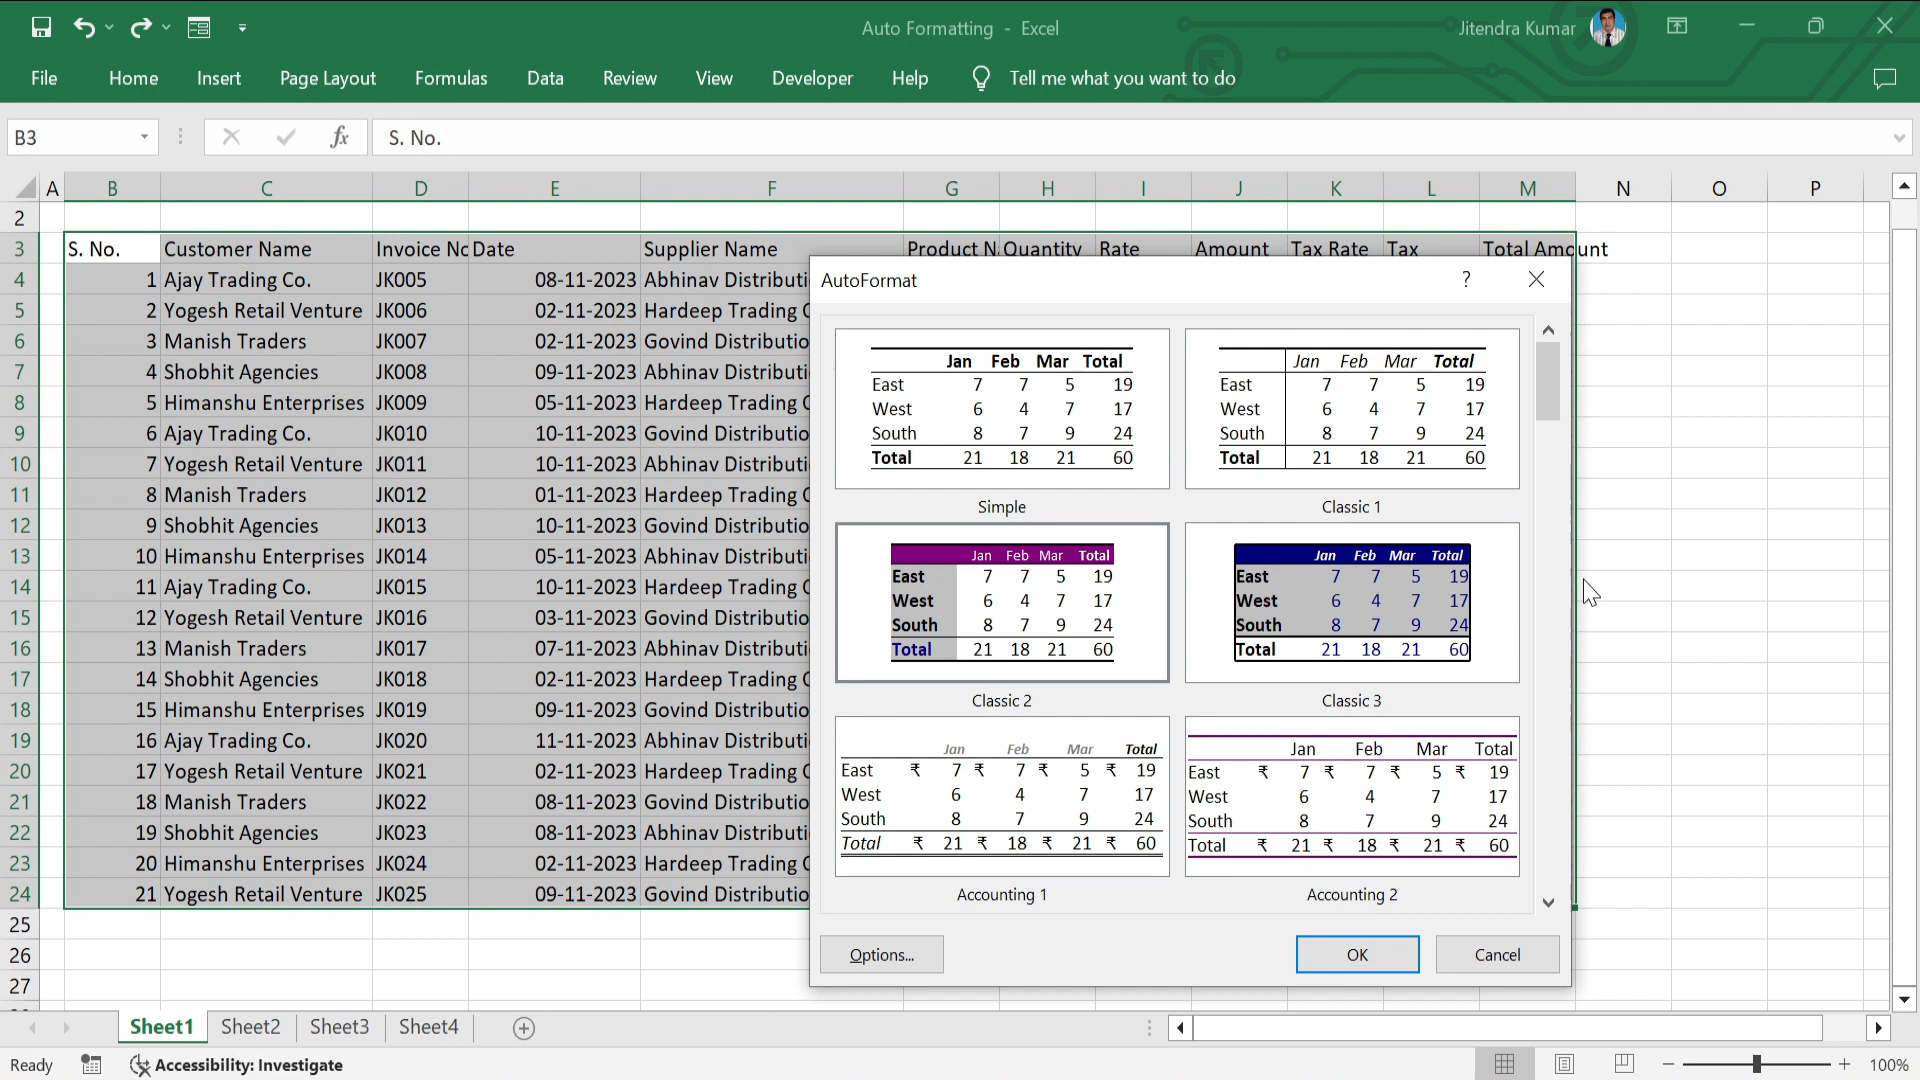 Auto Formatting - Excel
Jitendra Kumar
File Home Insert Page Layout Formulas Data Review View Developer Help Tell me what you want to do
B3
fx S. No.
A B C D E F G H I J K L M N O P
2
3 S. No. Customer Name Invoice No Date Supplier Name Product N Quantity Rate Amount Tax Rate Tax Total Amount
4 1 Ajay Trading Co. JK005 08-11-2023 Abhinav Distributi
5 2 Yogesh Retail Venture JK006 02-11-2023 Hardeep Trading C
6 3 Manish Traders JK007 02-11-2023 Govind Distributio
7 4 Shobhit Agencies JK008 09-11-2023 Abhinav Distributi
8 5 Himanshu Enterprises JK009 05-11-2023 Hardeep Trading C
9 6 Ajay Trading Co. JK010 10-11-2023 Govind Distributio
10 7 Yogesh Retail Venture JK011 10-11-2023 Abhinav Distributi
11 8 Manish Traders JK012 01-11-2023 Hardeep Trading C
12 9 Shobhit Agencies JK013 10-11-2023 Govind Distributio
13 10 Himanshu Enterprises JK014 05-11-2023 Abhinav Distributi
14 11 Ajay Trading Co. JK015 10-11-2023 Hardeep Trading C
15 12 Yogesh Retail Venture JK016 03-11-2023 Govind Distributio
16 13 Manish Traders JK017 07-11-2023 Abhinav Distributi
17 14 Shobhit Agencies JK018 02-11-2023 Hardeep Trading C
18 15 Himanshu Enterprises JK019 09-11-2023 Govind Distributio
19 16 Ajay Trading Co. JK020 11-11-2023 Abhinav Distributi
20 17 Yogesh Retail Venture JK021 02-11-2023 Hardeep Trading C
21 18 Manish Traders JK022 08-11-2023 Govind Distributio
22 19 Shobhit Agencies JK023 08-11-2023 Abhinav Distributi
23 20 Himanshu Enterprises JK024 02-11-2023 Hardeep Trading C
24 21 Yogesh Retail Venture JK025 09-11-2023 Govind Distributio
25
26
27
AutoFormat ?
Jan Feb Mar Total
East 7 7 5 19
West 6 4 7 17
South 8 7 9 24
Total 21 18 21 60
Simple
Jan Feb Mar Total
East 7 7 5 19
West 6 4 7 17
South 8 7 9 24
Total 21 18 21 60
Classic 1
Jan Feb Mar Total
East 7 7 5 19
West 6 4 7 17
South 8 7 9 24
Total 21 18 21 60
Classic 2
Jan Feb Mar Total
East 7 7 5 19
West 6 4 7 17
South 8 7 9 24
Total 21 18 21 60
Classic 3
Jan Feb Mar Total
East ₹ 7 ₹ 7 ₹ 5 ₹ 19
West 6 4 7 17
South 8 7 9 24
Total ₹ 21 ₹ 18 ₹ 21 ₹ 60
Accounting 1
Jan Feb Mar Total
East ₹ 7 ₹ 7 ₹ 5 ₹ 19
West 6 4 7 17
South 8 7 9 24
Total ₹ 21 ₹ 18 ₹ 21 ₹ 60
Accounting 2
Options... OK Cancel
Sheet1 Sheet2 Sheet3 Sheet4
Ready Accessibility: Investigate 100%